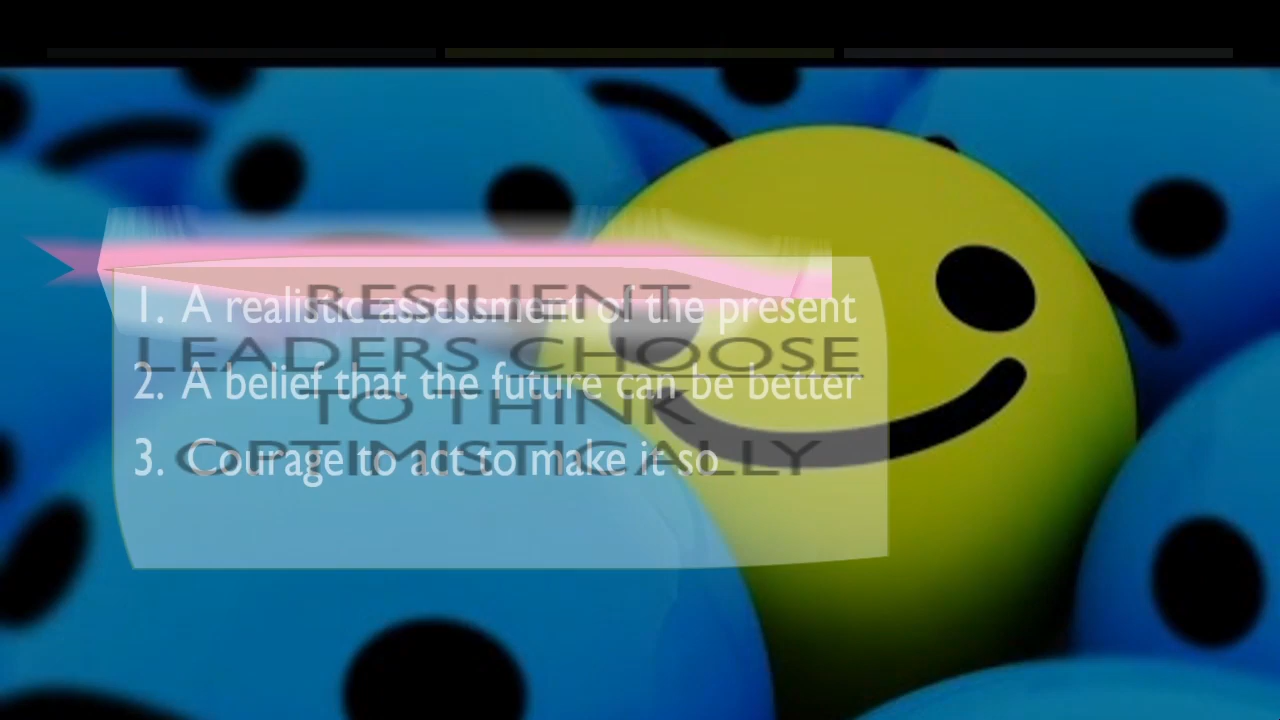 RESILIENT
LEADERS CHOOSE
TO THINK
OPTIMISTICALLY
1. A realistic assessment of the present
2. A belief that the future can be better
3. Courage to act to make it so